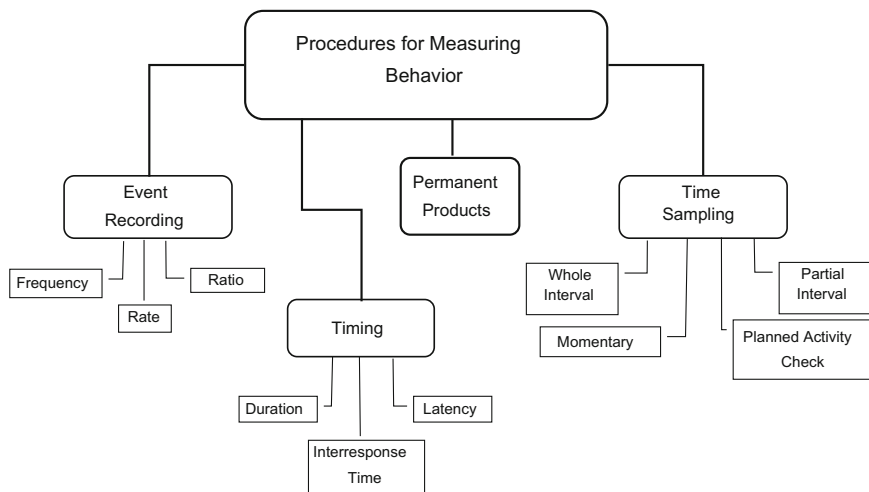 Procedures for Measuring
Behavior
Event
Recording
Frequency
Rate
Ratio
Timing
Duration
Interresponse
Time
Latency
Permanent
Products
Time
Sampling
Whole
Interval
Momentary
Planned Activity
Check
Partial
Interval